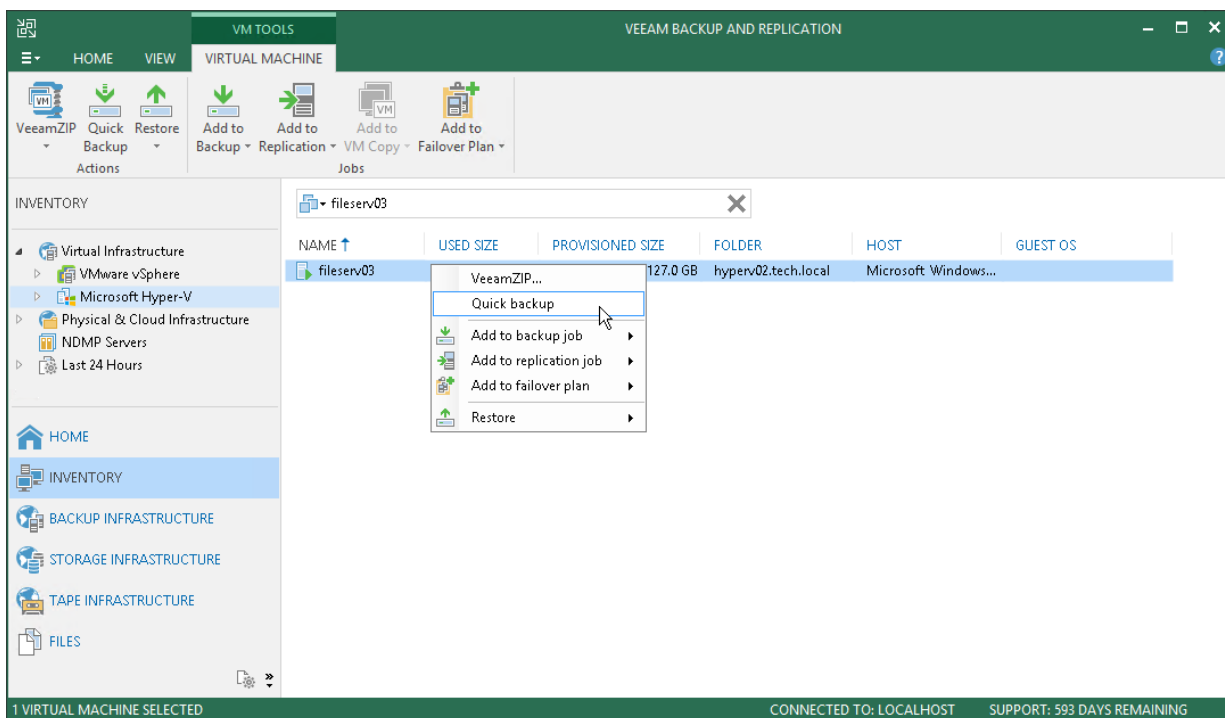 VM TOOLS
VEEAM BACKUP AND REPLICATION
HOME VIEW VIRTUAL MACHINE
VeeamZIP Quick Backup Restore
Actions
Add to Backup Add to Replication Add to VM Copy Add to Failover Plan
Jobs
INVENTORY
Virtual Infrastructure
VMware vSphere
Microsoft Hyper-V
Physical & Cloud Infrastructure
NDMP Servers
Last 24 Hours
HOME
INVENTORY
BACKUP INFRASTRUCTURE
STORAGE INFRASTRUCTURE
TAPE INFRASTRUCTURE
FILES
fileserv03
NAME USED SIZE PROVISIONED SIZE FOLDER HOST GUEST OS
fileserv03 127.0 GB hyperv02.tech.local Microsoft Windows...
VeeamZIP...
Quick backup
Add to backup job
Add to replication job
Add to failover plan
Restore
1 VIRTUAL MACHINE SELECTED
CONNECTED TO: LOCALHOST
SUPPORT: 593 DAYS REMAINING